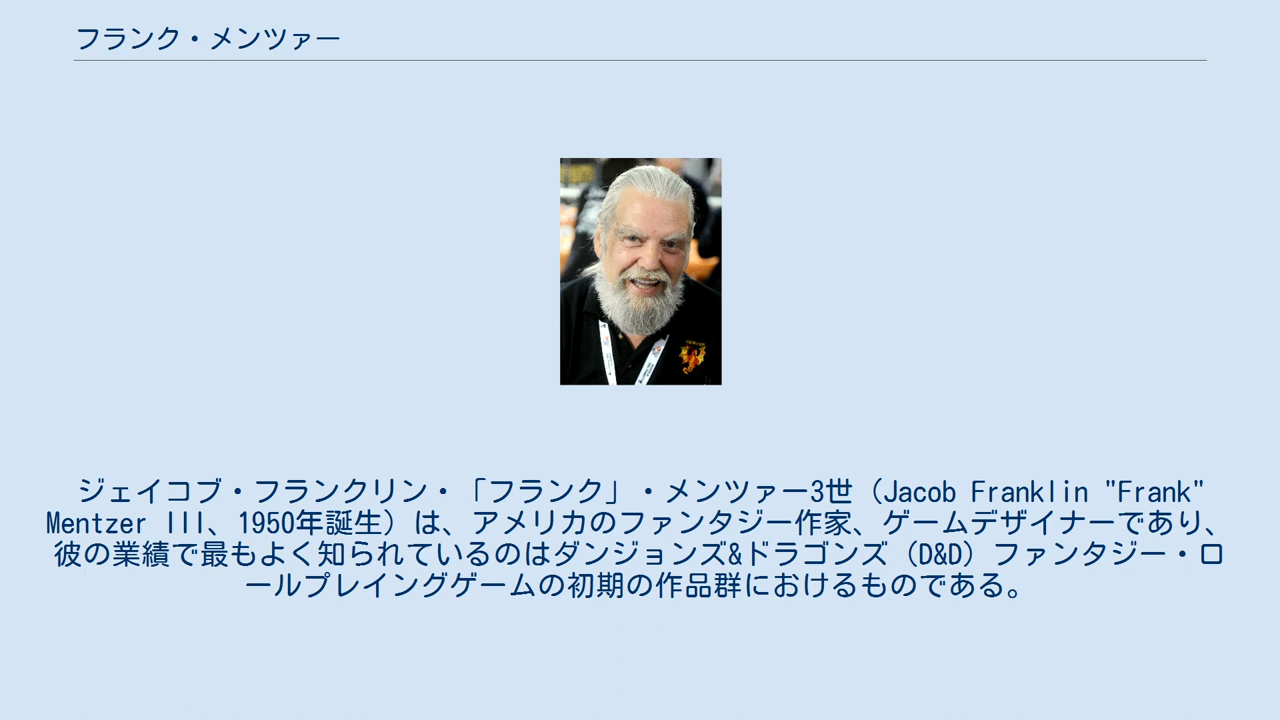 フランク・メンツァー
ジェイコブ・フランクリン・「フランク」・メンツァー3世（Jacob Franklin "Frank"
Mentzer III、1950年誕生）は、アメリカのファンタジー作家、ゲームデザイナーであり、
彼の業績で最もよく知られているのはダンジョンズ&ドラゴンズ（D&D）ファンタジー・ロ
ールプレイングゲームの初期の作品群におけるものである。